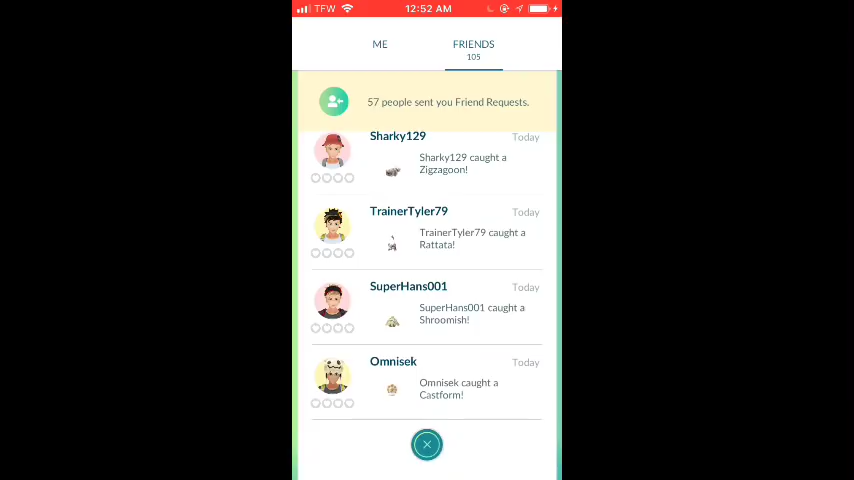 TFW 12:52 AM
ME FRIENDS
105
57 people sent you Friend Requests.
Sharky129 Today
Sharky129 caught a
Zigzagoon!
TrainerTyler79 Today
TrainerTyler79 caught a
Rattata!
SuperHans001 Today
SuperHans001 caught a
Shroomish!
Omnisek Today
Omnisek caught a
Castform!